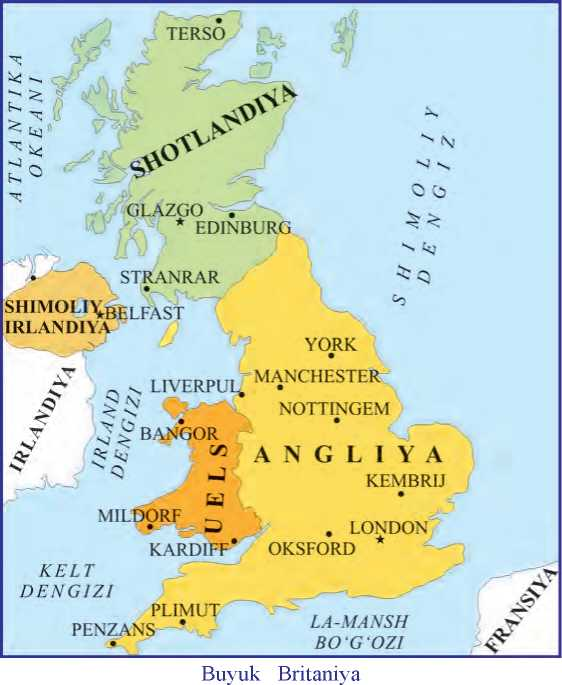 TERSO
ATLANTIKA
OKEANI
SHOTLANDIYA
SHIMOLIY
DENGIZ
GLAZGO
EDINBURG
STRANRAR
SHIMOLIY
IRLANDIYA
BELFAST
YORK
LIVERPUL
MANCHESTER
NOTTINGEM
IRLANDIYA
IRLAND
DENGIZI
BANGOR
UELS
ANGLIYA
KEMBRIJ
MILDORF
KARDIFF
OKSFORD
LONDON
KELT
DENGIZI
PLIMUT
PENZANS
LA-MANSH
BO‘G‘OZI
FRANSIYA
Buyuk Britaniya